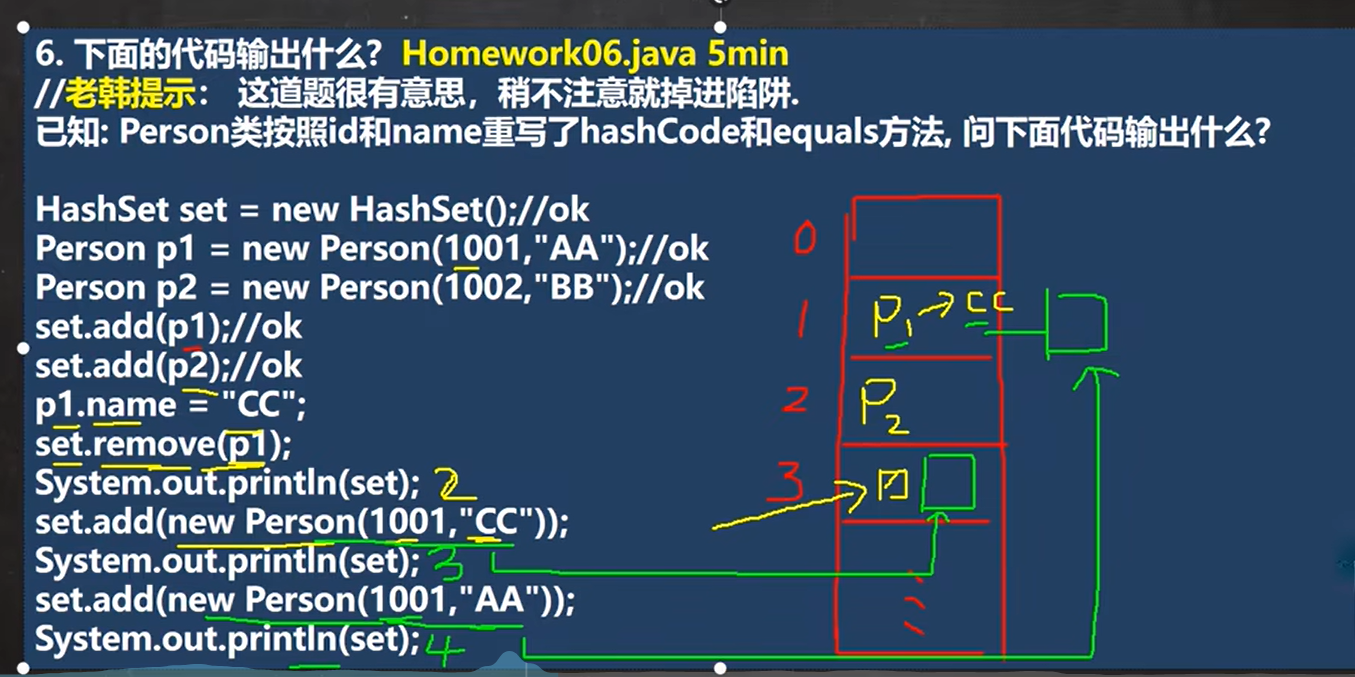 6. 下面的代码输出什么? Homework06.java 5min
//老韩提示： 这道题很有意思，稍不注意就掉进陷阱.
已知: Person类按照id和name重写了hashCode和equals方法, 问下面代码输出什么?
HashSet set = new HashSet();//ok
Person p1 = new Person(1001,"AA");//ok
Person p2 = new Person(1002,"BB");//ok
set.add(p1);//ok
set.add(p2);//ok
p1.name = "CC";
set.remove(p1);
System.out.println(set); 2
set.add(new Person(1001,"CC"));
System.out.println(set); 3
set.add(new Person(1001,"AA"));
System.out.println(set); 4
0
1 P1 → CC
2 P2
3